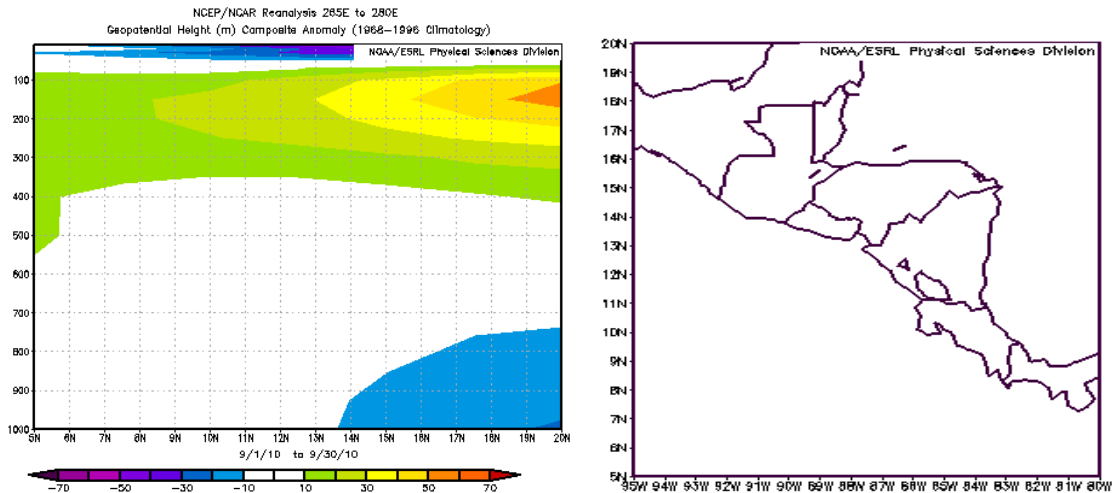 NCEP/NCAR Reanalysis 265E to 280E
Geopotential Height (m) Composite Anomaly (1968-1996 Climatology)
NOAA/ESRL Physical Sciences Division
100
200
300
400
500
600
700
800
900
1000
5N 6N 7N 8N 9N 10N 11N 12N 13N 14N 15N 16N 17N 18N 19N 20N
9/1/10 to 9/30/10
-70 -50 -30 -10 10 30 50 70
NOAA/ESRL Physical Sciences Division
20N
19N
18N
17N
16N
15N
14N
13N
12N
11N
10N
9N
8N
7N
6N
5N
95W 94W 93W 92W 91W 90W 89W 88W 87W 86W 85W 84W 83W 82W 81W 80W